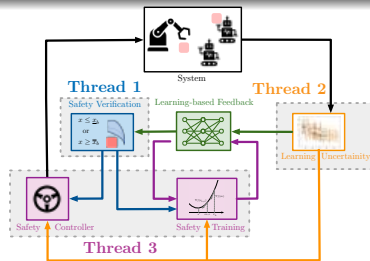 System
Thread 1
Thread 2
Safety Verification
Learning-based Feedback
x ≤ x̲ₕ
or
x ≥ x̅ₕ
Learning Uncertainity
Safety Controller
Safety Training
Thread 3